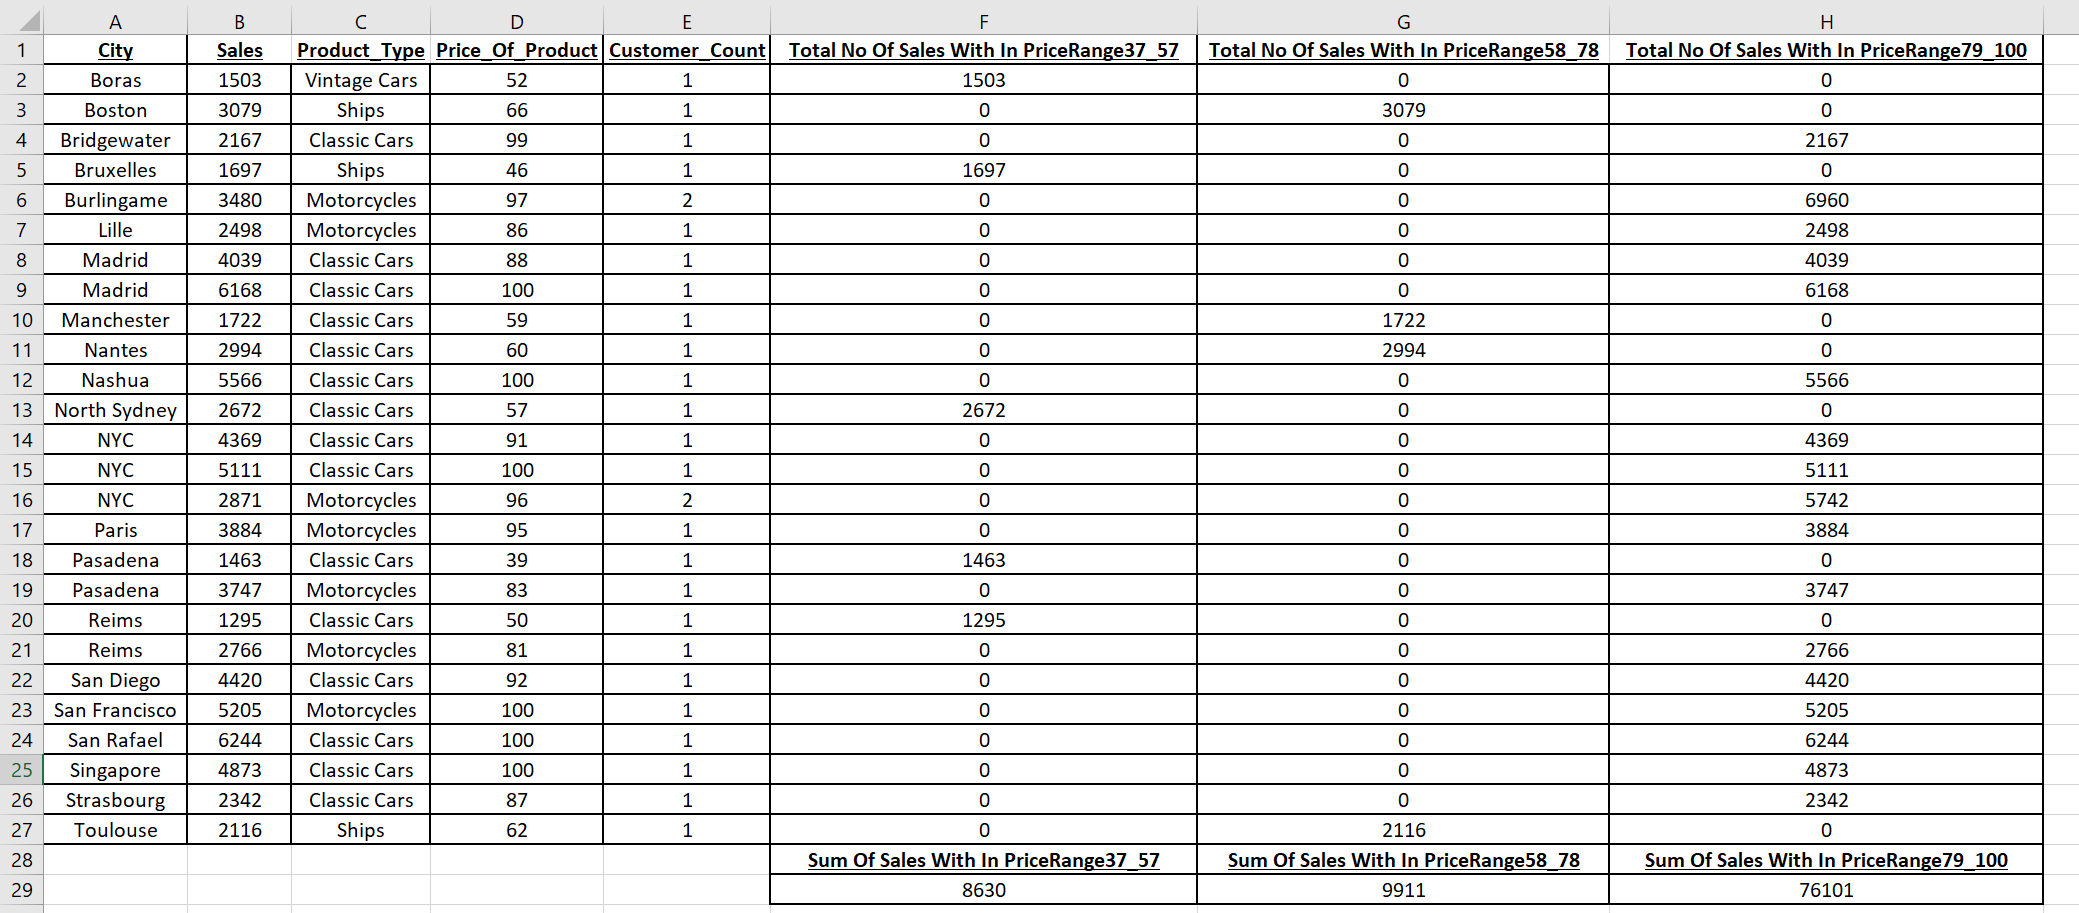 A B C D E F G H
1 City Sales Product_Type Price_Of_Product Customer_Count Total No Of Sales With In PriceRange37_57 Total No Of Sales With In PriceRange58_78 Total No Of Sales With In PriceRange79_100
2 Boras 1503 Vintage Cars 52 1 1503 0 0
3 Boston 3079 Ships 66 1 0 3079 0
4 Bridgewater 2167 Classic Cars 99 1 0 0 2167
5 Bruxelles 1697 Ships 46 1 1697 0 0
6 Burlingame 3480 Motorcycles 97 2 0 0 6960
7 Lille 2498 Motorcycles 86 1 0 0 2498
8 Madrid 4039 Classic Cars 88 1 0 0 4039
9 Madrid 6168 Classic Cars 100 1 0 0 6168
10 Manchester 1722 Classic Cars 59 1 0 1722 0
11 Nantes 2994 Classic Cars 60 1 0 2994 0
12 Nashua 5566 Classic Cars 100 1 0 0 5566
13 North Sydney 2672 Classic Cars 57 1 2672 0 0
14 NYC 4369 Classic Cars 91 1 0 0 4369
15 NYC 5111 Classic Cars 100 1 0 0 5111
16 NYC 2871 Motorcycles 96 2 0 0 5742
17 Paris 3884 Motorcycles 95 1 0 0 3884
18 Pasadena 1463 Classic Cars 39 1 1463 0 0
19 Pasadena 3747 Motorcycles 83 1 0 0 3747
20 Reims 1295 Classic Cars 50 1 1295 0 0
21 Reims 2766 Motorcycles 81 1 0 0 2766
22 San Diego 4420 Classic Cars 92 1 0 0 4420
23 San Francisco 5205 Motorcycles 100 1 0 0 5205
24 San Rafael 6244 Classic Cars 100 1 0 0 6244
25 Singapore 4873 Classic Cars 100 1 0 0 4873
26 Strasbourg 2342 Classic Cars 87 1 0 0 2342
27 Toulouse 2116 Ships 62 1 0 2116 0
28 Sum Of Sales With In PriceRange37_57 Sum Of Sales With In PriceRange58_78 Sum Of Sales With In PriceRange79_100
29 8630 9911 76101